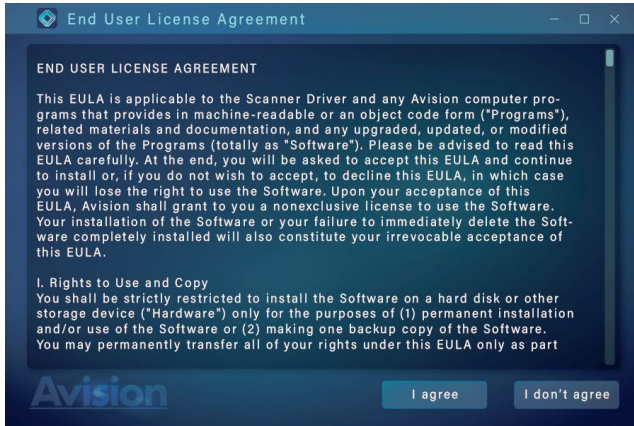 End User License Agreement
END USER LICENSE AGREEMENT
This EULA is applicable to the Scanner Driver and any Avision computer pro-
grams that provides in machine-readable or an object code form ("Programs"),
related materials and documentation, and any upgraded, updated, or modified
versions of the Programs (totally as "Software"). Please be advised to read this
EULA carefully. At the end, you will be asked to accept this EULA and continue
to install or, if you do not wish to accept, to decline this EULA, in which case
you will lose the right to use the Software. Upon your acceptance of this
EULA, Avision shall grant to you a nonexclusive license to use the Software.
Your installation of the Software or your failure to immediately delete the Soft-
ware completely installed will also constitute your irrevocable acceptance of
this EULA.
I. Rights to Use and Copy
You shall be strictly restricted to install the Software on a hard disk or other
storage device ("Hardware") only for the purposes of (1) permanent installation
and/or use of the Software or (2) making one backup copy of the Software.
You may permanently transfer all of your rights under this EULA only as part
Avision
I agree
I don't agree